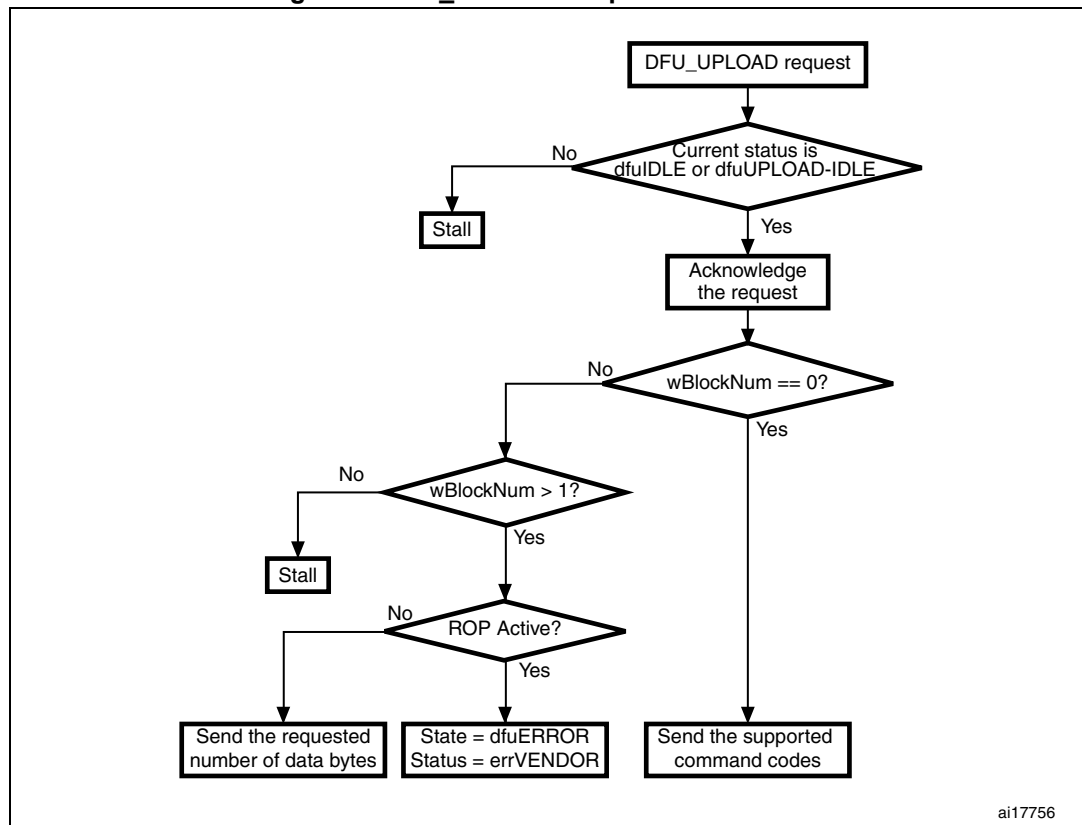 DFU_UPLOAD request
Current status is
dfuIDLE or dfuUPLOAD-IDLE
No
Stall
Yes
Acknowledge
the request
No
wBlockNum == 0?
Yes
No
wBlockNum > 1?
Yes
Stall
No
ROP Active?
Yes
Send the requested
number of data bytes
State = dfuERROR
Status = errVENDOR
Send the supported
command codes
ai17756